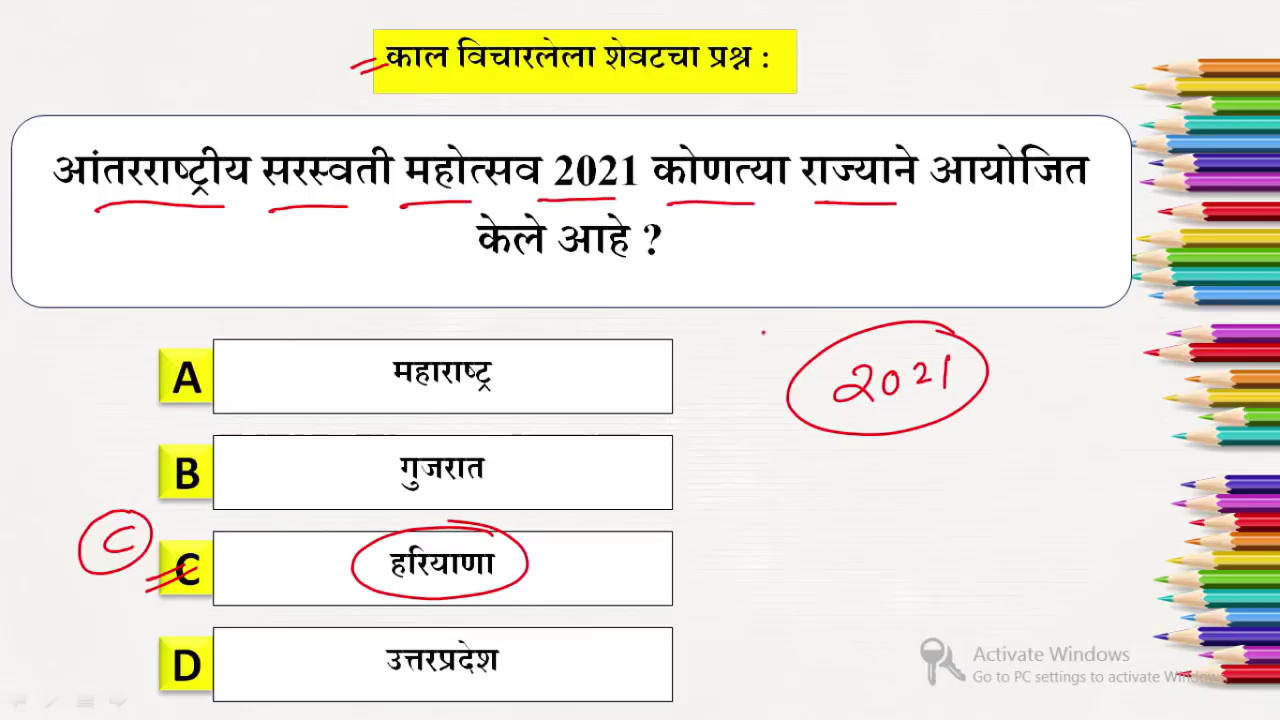 काल विचारलेला शेवटचा प्रश्न :
आंतरराष्ट्रीय सरस्वती महोत्सव 2021 कोणत्या राज्याने आयोजित
केले आहे ?
A महाराष्ट्र
2021
B गुजरात
C
C हरियाणा
D उत्तरप्रदेश
Activate Windows
Go to PC settings to activate Windows.